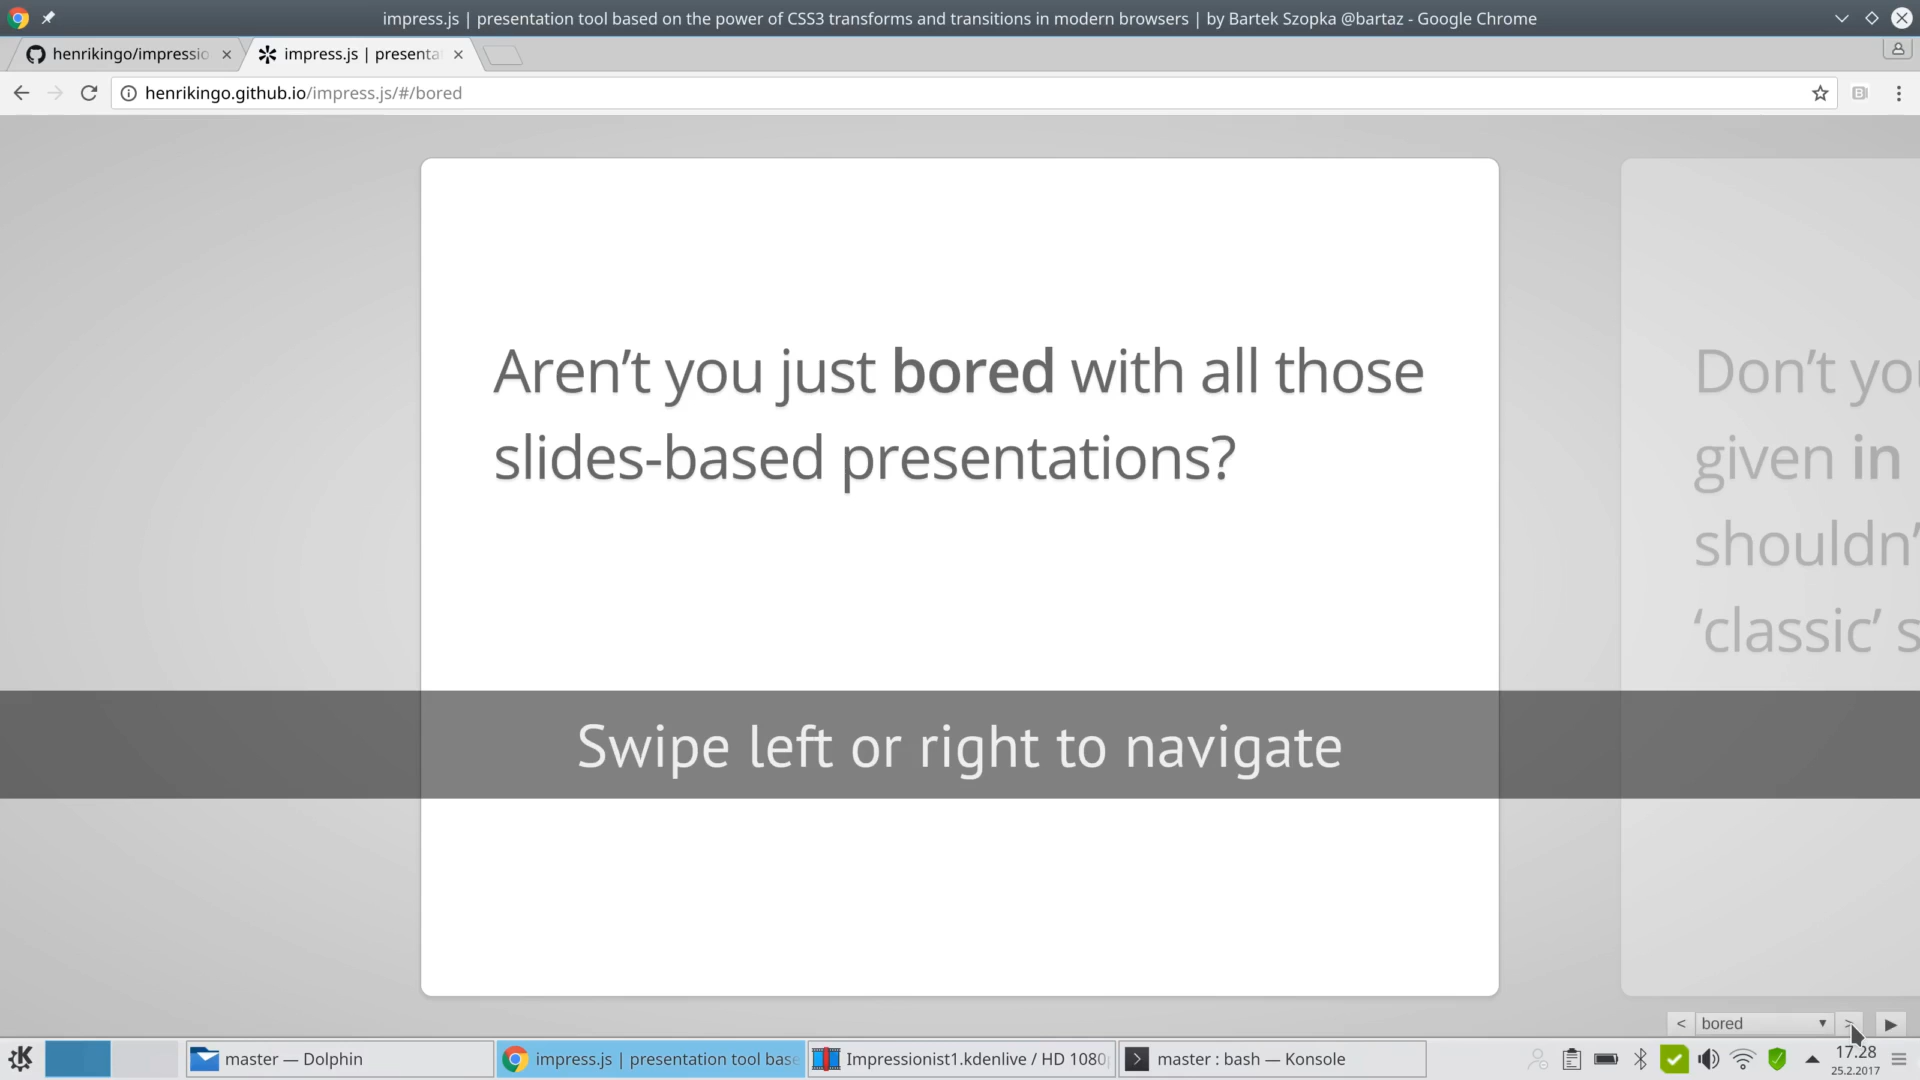 impress.js | presentation tool based on the power of CSS3 transforms and transitions in modern browsers | by Bartek Szopka @bartaz - Google Chrome
henrikingo/impressio
impress.js | presenta
henrikingo.github.io/impress.js/#/bored
Aren’t you just bored with all those
slides-based presentations?
Don’t you
given in
shouldn’
‘classic’ s
Swipe left or right to navigate
< bored >
master — Dolphin
impress.js | presentation tool base
Impressionist1.kdenlive / HD 1080
master : bash — Konsole
17.28
25.2.2017